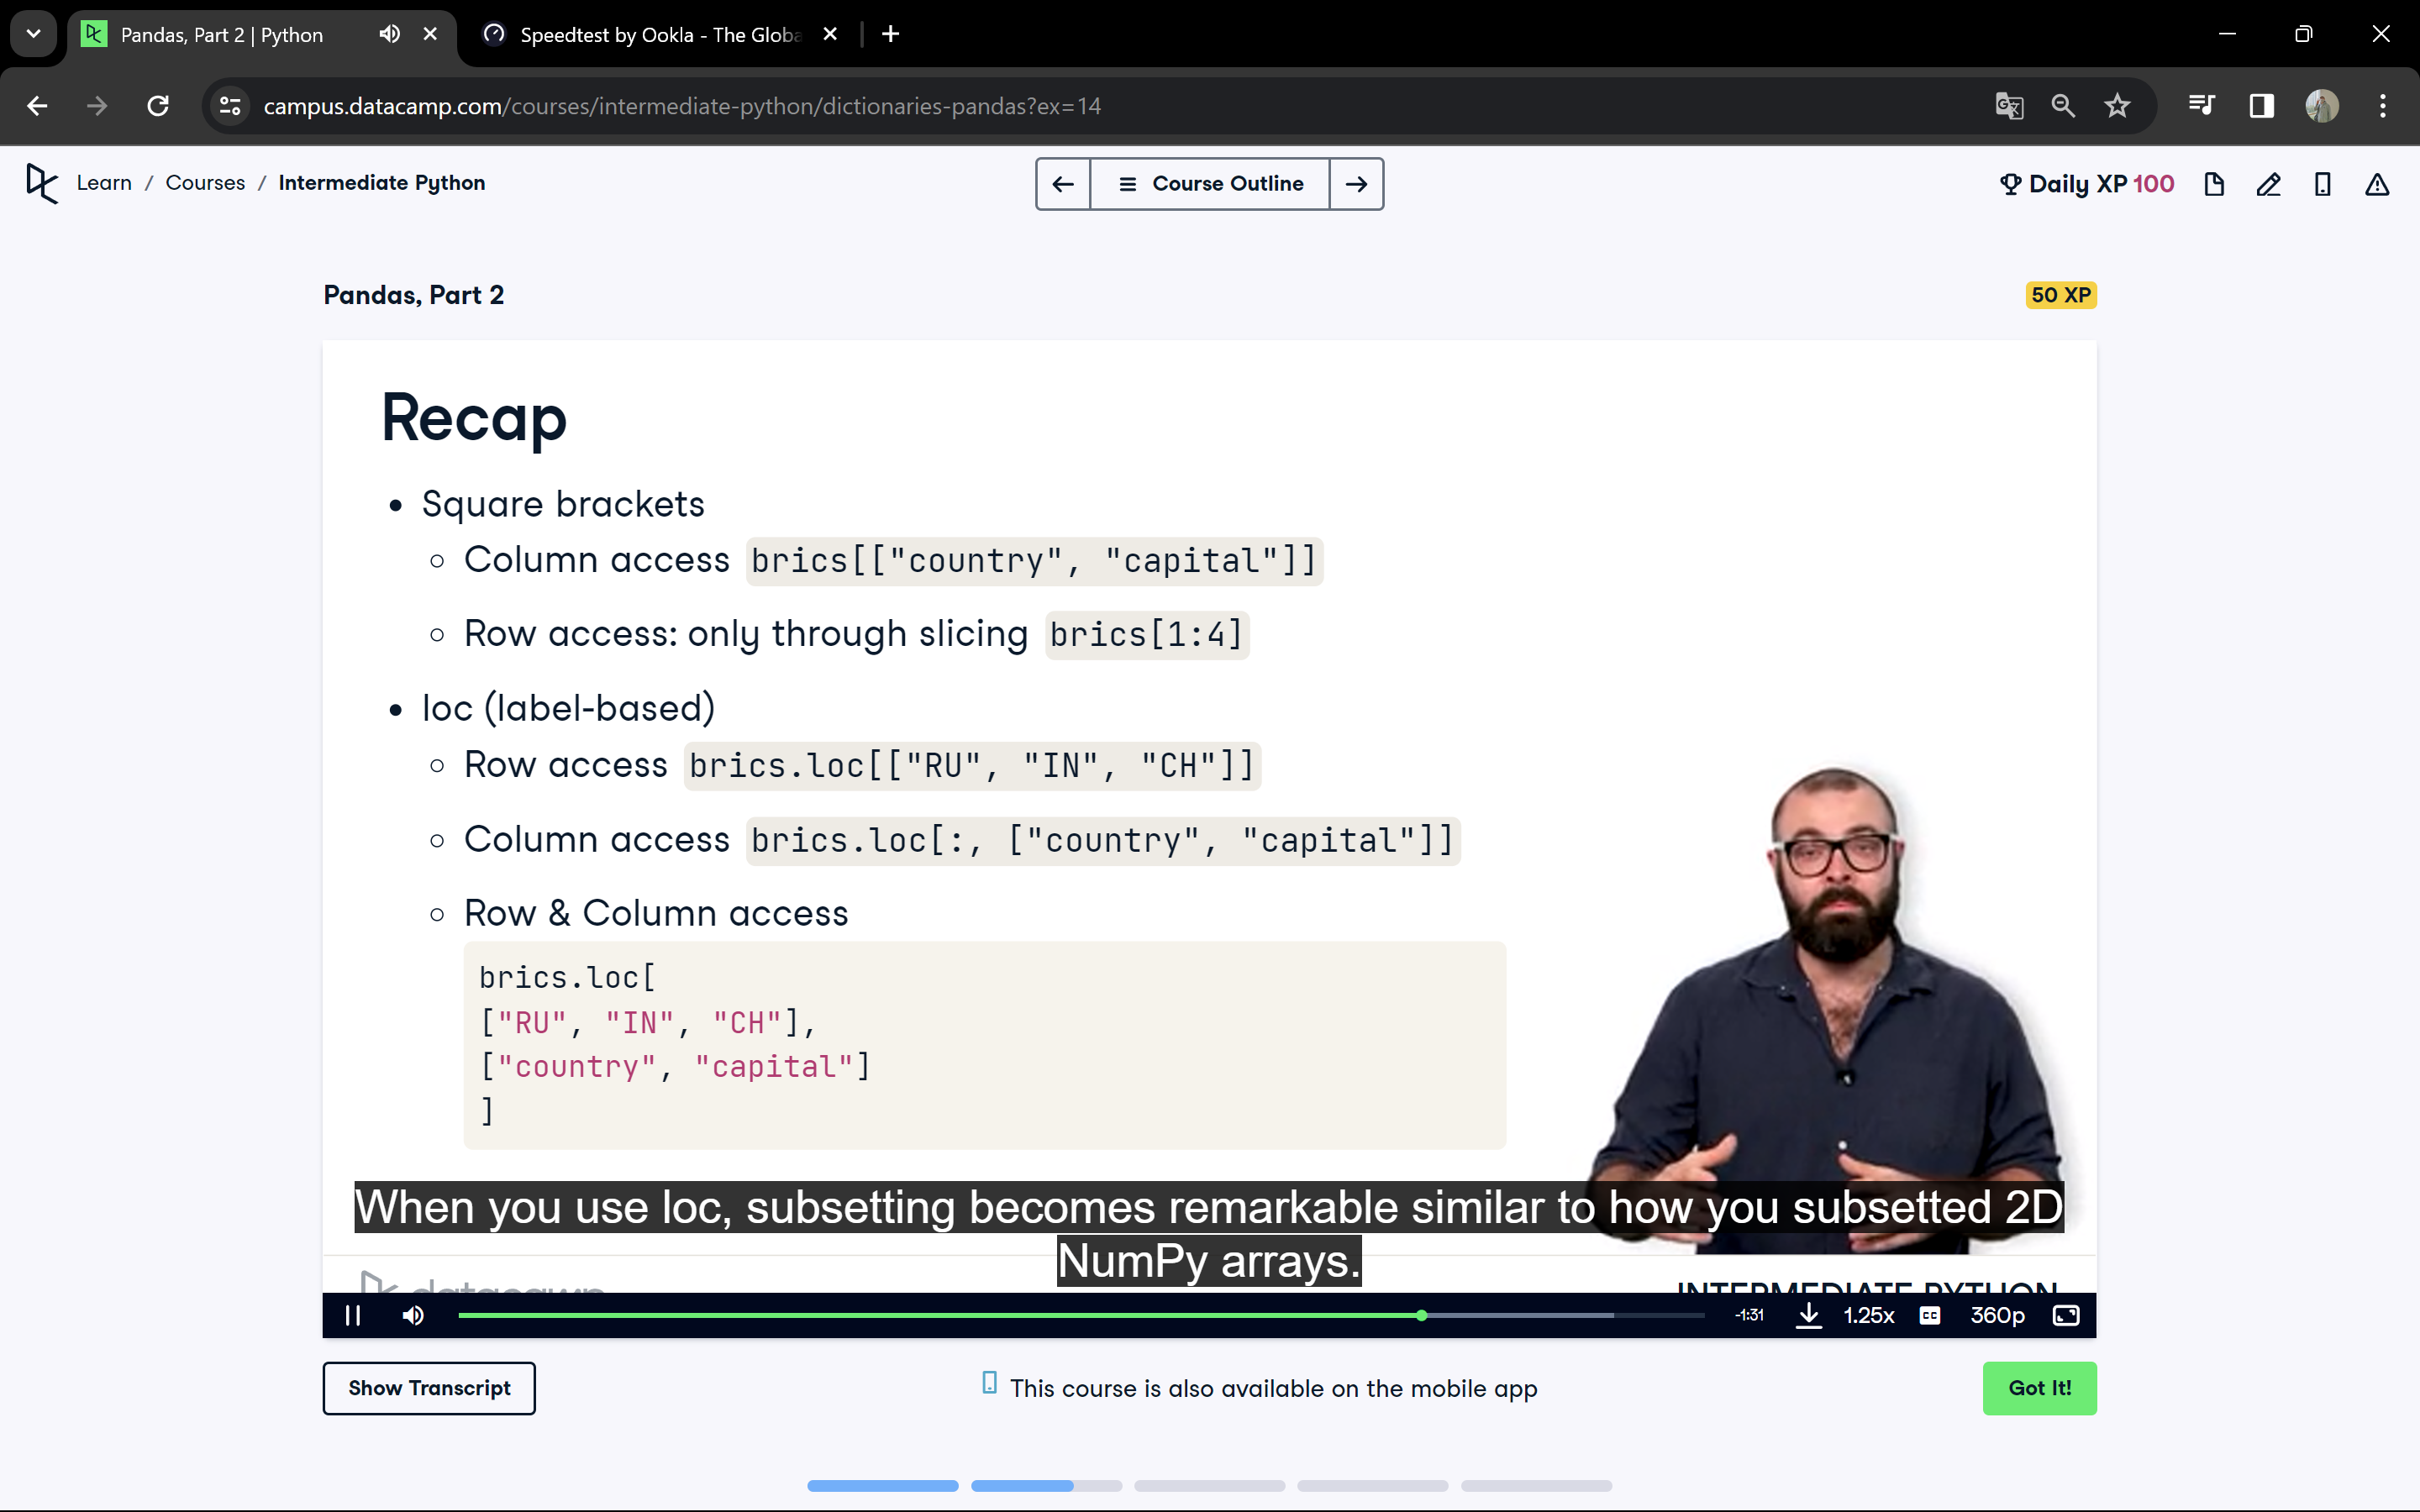 Pandas, Part 2 | Python
Speedtest by Ookla - The Globa
campus.datacamp.com/courses/intermediate-python/dictionaries-pandas?ex=14
Learn / Courses / Intermediate Python
Course Outline
Daily XP 100
Pandas, Part 2
50 XP
Recap
• Square brackets
○ Column access brics[["country", "capital"]]
○ Row access: only through slicing brics[1:4]
• loc (label-based)
○ Row access brics.loc[["RU", "IN", "CH"]]
○ Column access brics.loc[:, ["country", "capital"]]
○ Row & Column access
brics.loc[
["RU", "IN", "CH"],
["country", "capital"]
]
When you use loc, subsetting becomes remarkable similar to how you subsetted 2D
NumPy arrays.
datacamp
INTERMEDIATE PYTHON
-1:31
1.25x
CC
360p
Show Transcript
This course is also available on the mobile app
Got It!